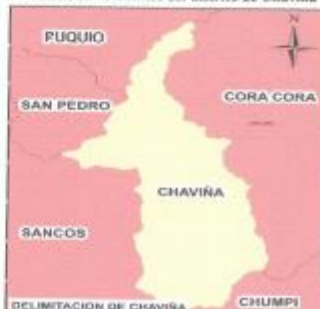 N
PUQUIO
CORA CORA
SAN PEDRO
CHAVIÑA
SANCOS
DELIMITACION DE CHAVIÑA
CHUMPI